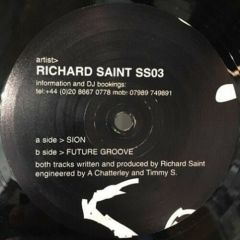 artist>
RICHARD SAINT SS03
information and DJ bookings:
tel:+44 (0)20 8667 0778 mob: 07989 749891
a side > SION
b side > FUTURE GROOVE
both tracks written and produced by Richard Saint
engineered by A Chatterley and Timmy S.